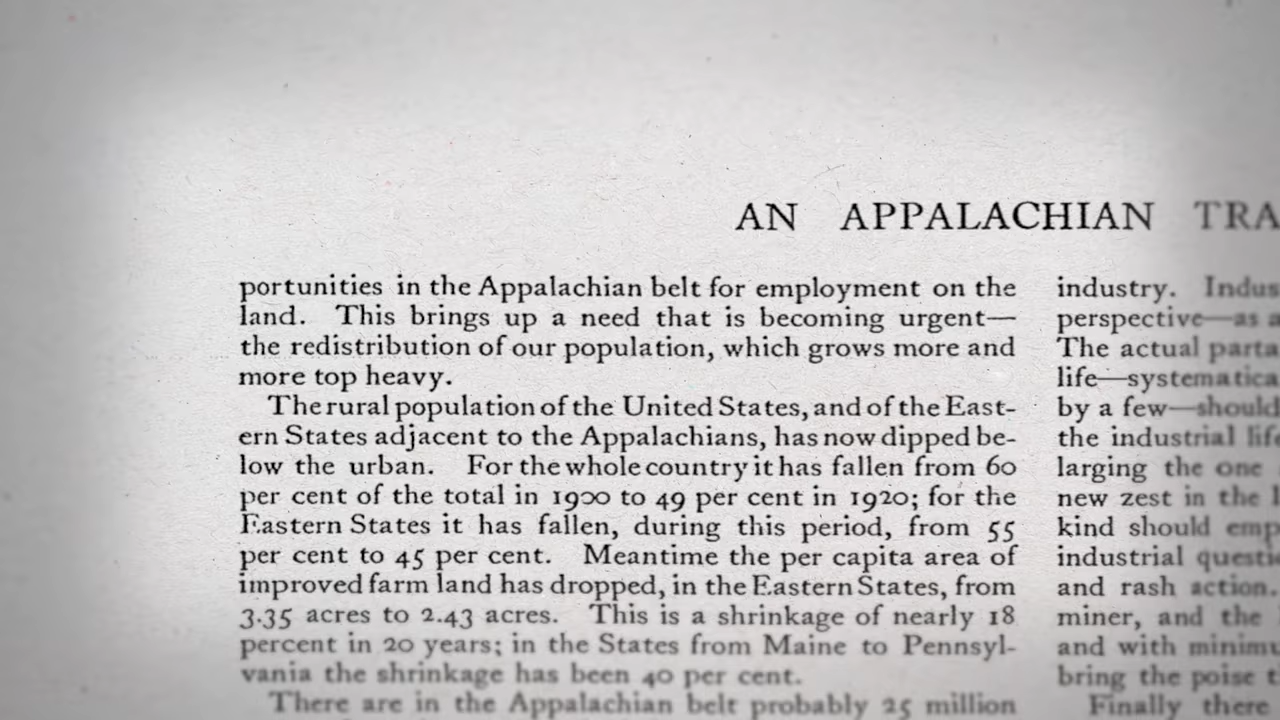 AN APPALACHIAN TRA
portunities in the Appalachian belt for employment on the
land. This brings up a need that is becoming urgent—
the redistribution of our population, which grows more and
more top heavy.
The rural population of the United States, and of the East-
ern States adjacent to the Appalachians, has now dipped be-
low the urban. For the whole country it has fallen from 60
per cent of the total in 1900 to 49 per cent in 1920; for the
Eastern States it has fallen, during this period, from 55
per cent to 45 per cent. Meantime the per capita area of
improved farm land has dropped, in the Eastern States, from
3.35 acres to 2.43 acres. This is a shrinkage of nearly 18
percent in 20 years; in the States from Maine to Pennsyl-
vania the shrinkage has been 40 per cent.
There are in the Appalachian belt probably 25 million
industry. Indus
perspective—as a
The actual parta
life—systematica
by a few—should
the industrial life
larging the one
new zest in the
kind should emp
industrial questi
and rash action.
miner, and the
and with minimu
bring the poise t
Finally there